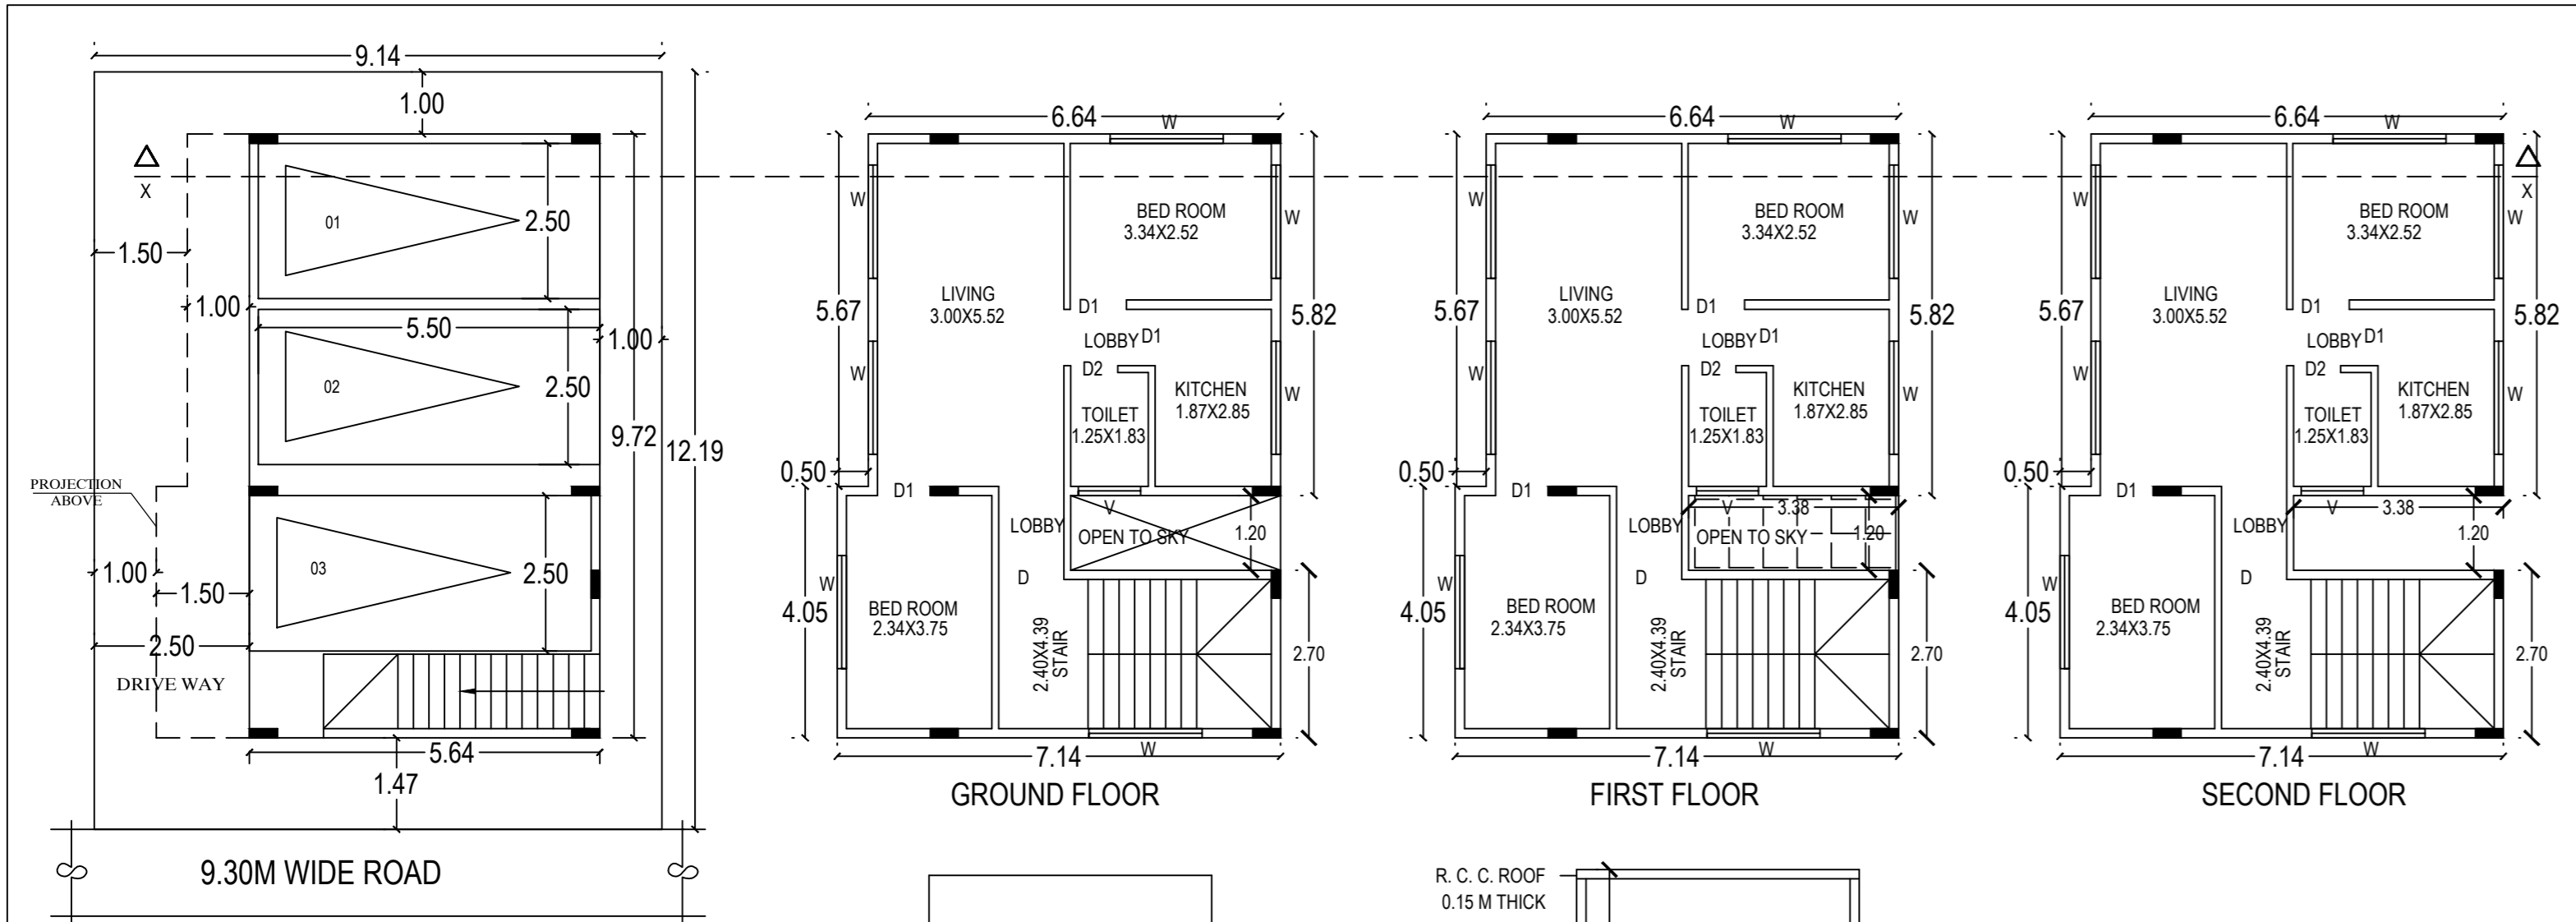 9.14
1.00
X
01
2.50
1.50
1.00
5.50
1.00
02
2.50
9.72
12.19
PROJECTION
ABOVE
1.00
03
2.50
1.50
2.50
DRIVE WAY
5.64
1.47
9.30M WIDE ROAD
6.64
W
W
BED ROOM
3.34X2.52
W
LIVING
3.00X5.52
D1
5.67
5.82
LOBBY
D1
D2
W
KITCHEN
1.87X2.85
W
TOILET
1.25X1.83
0.50
D1
V
LOBBY
OPEN TO SKY
1.20
W
D
BED ROOM
2.34X3.75
4.05
2.40X4.39
STAIR
2.70
W
7.14
GROUND FLOOR
6.64
W
W
BED ROOM
3.34X2.52
W
LIVING
3.00X5.52
D1
5.67
5.82
LOBBY
D1
D2
W
KITCHEN
1.87X2.85
W
TOILET
1.25X1.83
0.50
D1
V
3.38
LOBBY
OPEN TO SKY
1.20
W
D
BED ROOM
2.34X3.75
4.05
2.40X4.39
STAIR
2.70
W
7.14
FIRST FLOOR
6.64
W
X
W
BED ROOM
3.34X2.52
W
LIVING
3.00X5.52
D1
5.67
5.82
LOBBY
D1
D2
W
KITCHEN
1.87X2.85
W
TOILET
1.25X1.83
0.50
D1
V
3.38
LOBBY
1.20
W
D
BED ROOM
2.34X3.75
4.05
2.40X4.39
STAIR
2.70
W
7.14
SECOND FLOOR
R. C. C. ROOF
0.15 M THICK